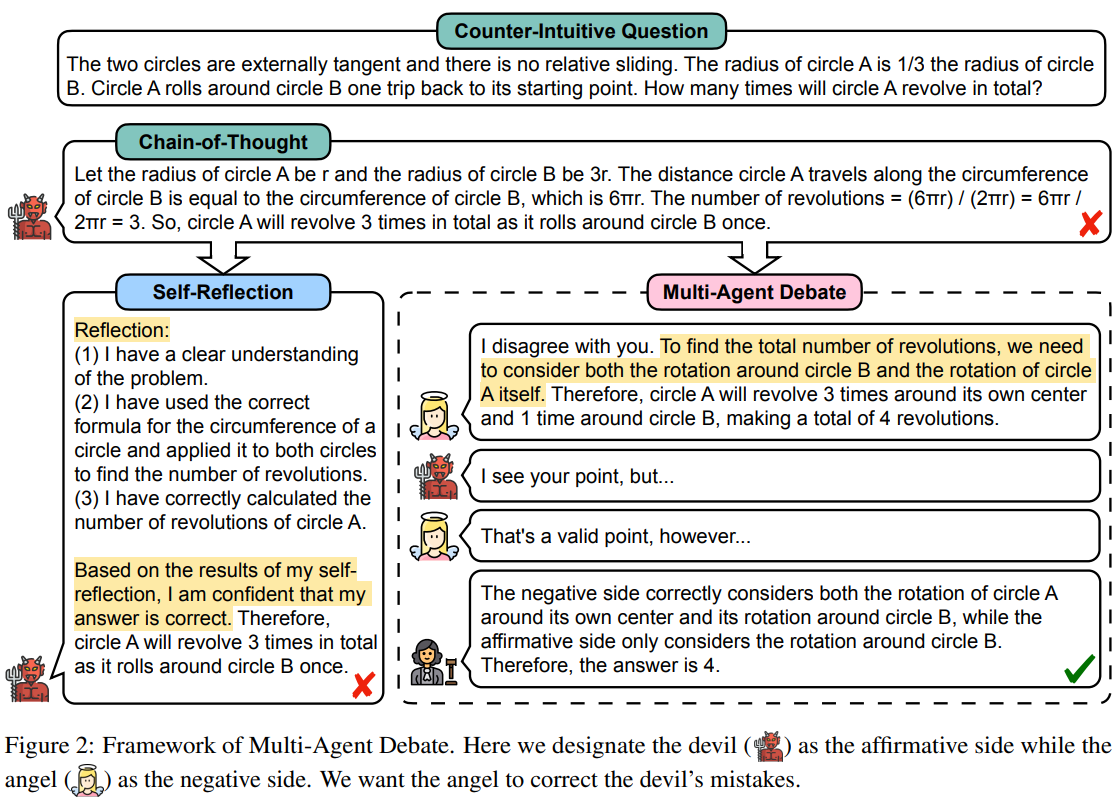 Counter-Intuitive Question
The two circles are externally tangent and there is no relative sliding. The radius of circle A is 1/3 the radius of circle
B. Circle A rolls around circle B one trip back to its starting point. How many times will circle A revolve in total?
Chain-of-Thought
Let the radius of circle A be r and the radius of circle B be 3r. The distance circle A travels along the circumference
of circle B is equal to the circumference of circle B, which is 6πr. The number of revolutions = (6πr) / (2πr) = 6πr /
2πr = 3. So, circle A will revolve 3 times in total as it rolls around circle B once.
Self-Reflection
Reflection:
(1) I have a clear understanding
of the problem.
(2) I have used the correct
formula for the circumference of a
circle and applied it to both circles
to find the number of revolutions.
(3) I have correctly calculated the
number of revolutions of circle A.
Based on the results of my self-
reflection, I am confident that my
answer is correct. Therefore,
circle A will revolve 3 times in total
as it rolls around circle B once.
Multi-Agent Debate
I disagree with you. To find the total number of revolutions, we need
to consider both the rotation around circle B and the rotation of circle
A itself. Therefore, circle A will revolve 3 times around its own center
and 1 time around circle B, making a total of 4 revolutions.
I see your point, but...
That's a valid point, however...
The negative side correctly considers both the rotation of circle A
around its own center and its rotation around circle B, while the
affirmative side only considers the rotation around circle B.
Therefore, the answer is 4.
Figure 2: Framework of Multi-Agent Debate. Here we designate the devil () as the affirmative side while the
angel () as the negative side. We want the angel to correct the devil's mistakes.